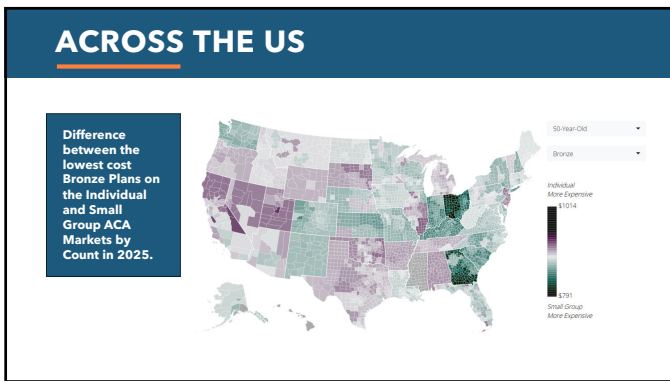 ACROSS THE US
Difference
between the
lowest cost
Bronze Plans on
the Individual
and Small
Group ACA
Markets by
Count in 2025.
50-Year-Old
Bronze
Individual
More Expensive
$1014
$791
Small Group
More Expensive